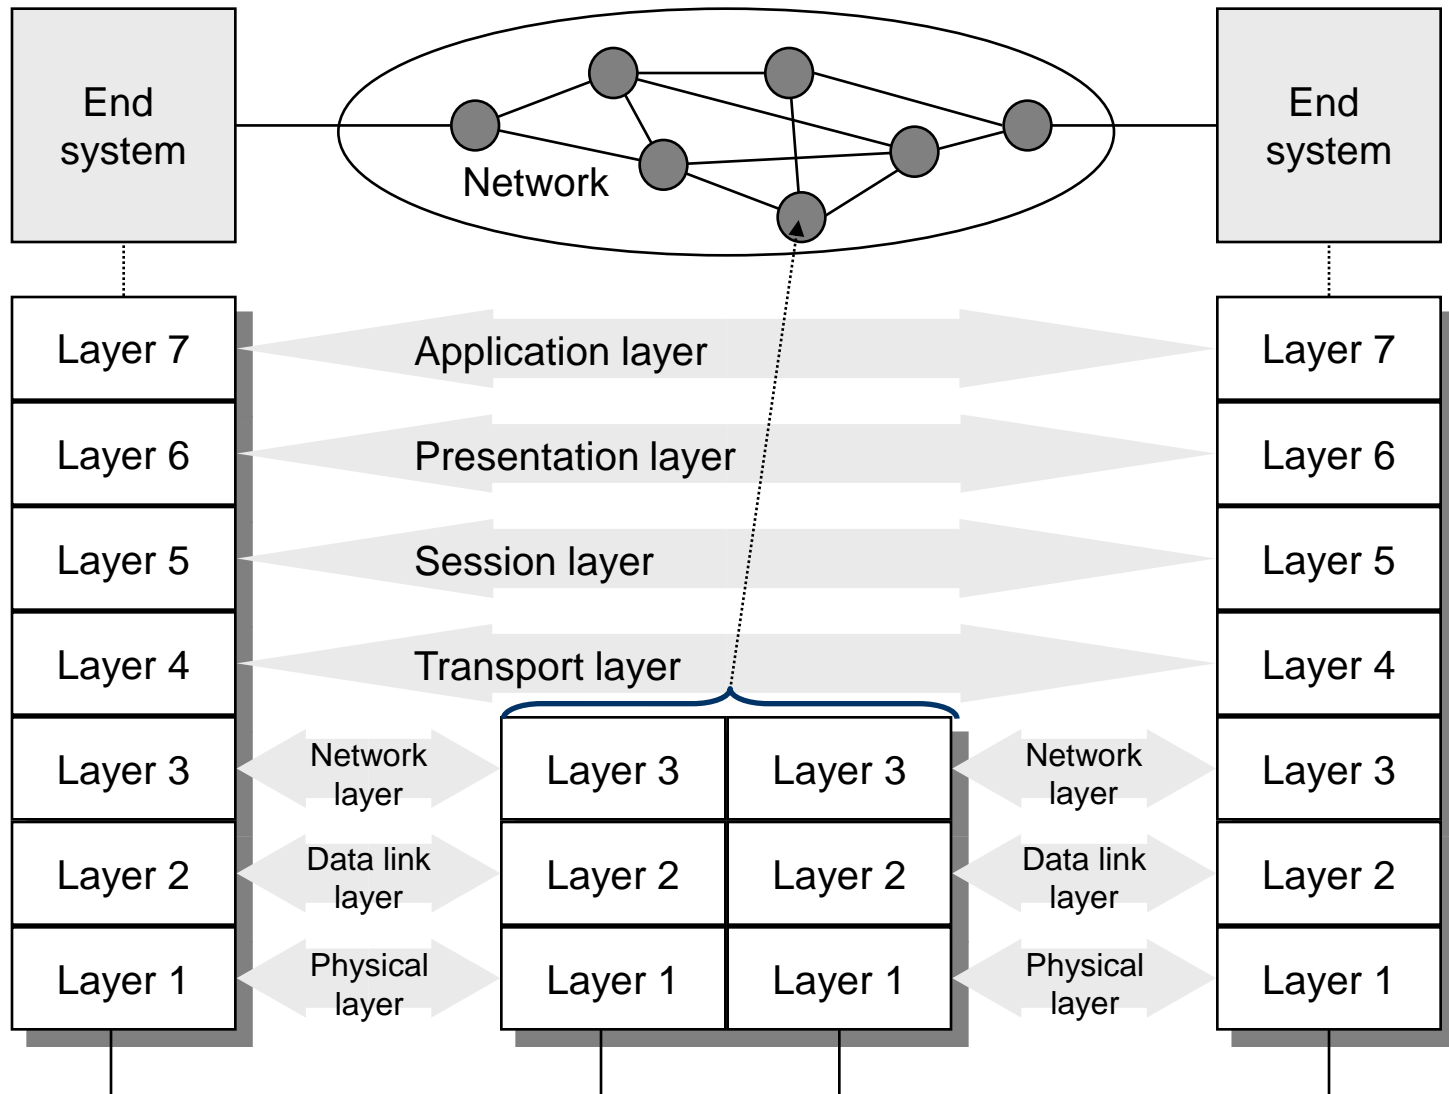 End
system
Network
End
system
Layer 7
Application layer
Layer 7
Layer 6
Presentation layer
Layer 6
Layer 5
Session layer
Layer 5
Layer 4
Transport layer
Layer 4
Layer 3
Network
layer
Layer 3
Layer 3
Network
layer
Layer 3
Layer 2
Data link
layer
Layer 2
Layer 2
Data link
layer
Layer 2
Layer 1
Physical
layer
Layer 1
Layer 1
Physical
layer
Layer 1